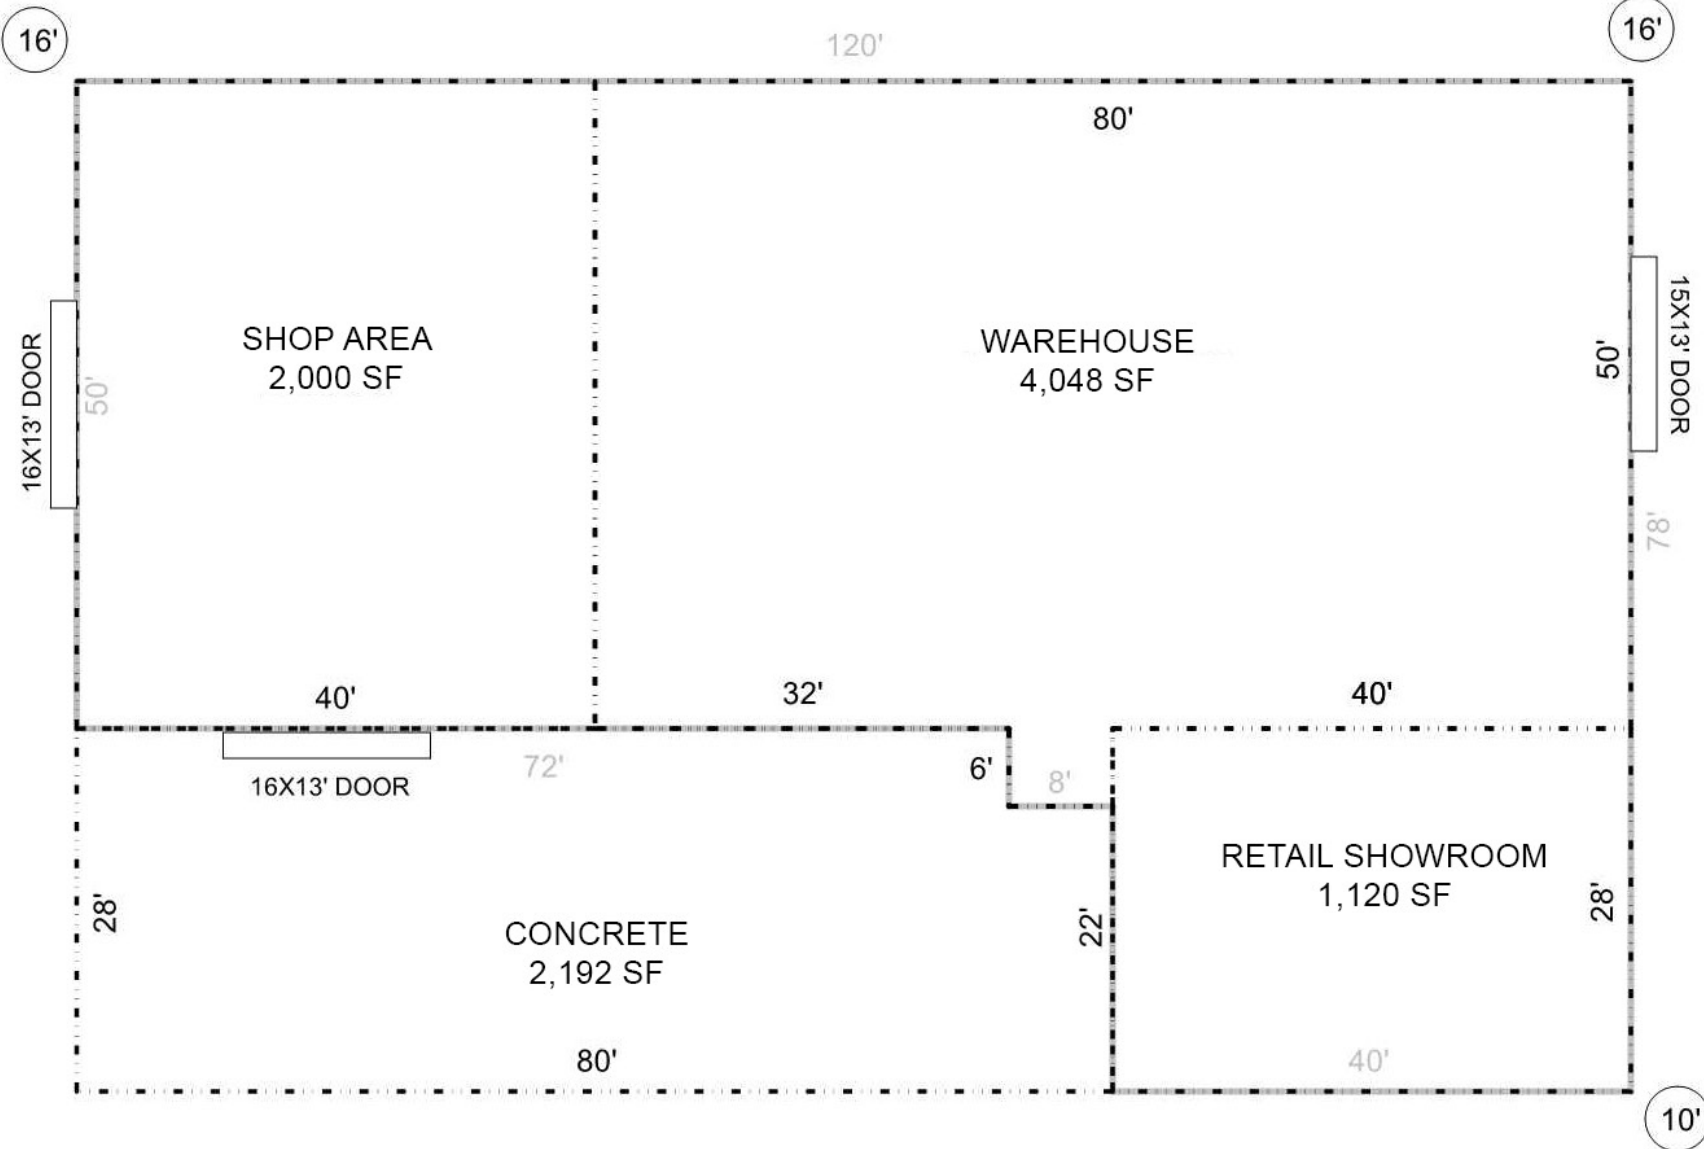 16'
120'
16'
80'
SHOP AREA
2,000 SF
WAREHOUSE
4,048 SF
16X13' DOOR
50'
50'
15X13' DOOR
78'
40'
32'
40'
16X13' DOOR
72'
6'
8'
RETAIL SHOWROOM
1,120 SF
28'
CONCRETE
2,192 SF
22'
28'
80'
40'
10'